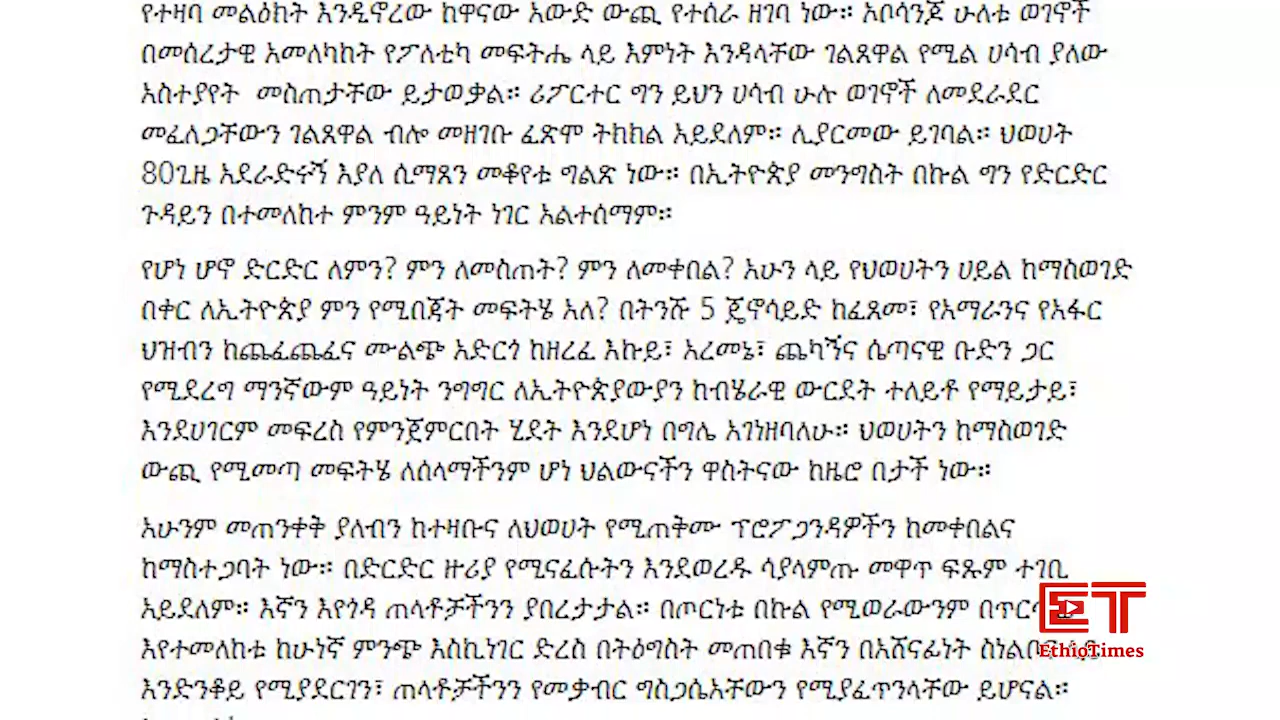 የተዛባ መልዕክት እንዲኖረው ከዋናው አውድ ውጪ የተሰራ ዘገባ ነው። አቦሳንጆ ሁለቱ ወገኖች
በመሰረታዊ አመለካከት የፖለቲካ መፍትሔ ላይ እምነት እንዳላቸው ገልጸዋል የሚል ሀሳብ ያለው
አስተያየት መስጠታቸው ይታወቃል። ሪፖርተር ግን ይህን ሀሳብ ሁሉ ወገኖች ለመደራደር
መፈለጋቸውን ገልጸዋል ብሎ መዘገቡ ፈጽሞ ትክክል አይደለም። ሊያርመው ይገባል። ህወሀት
80ጊዜ አደራድሩኝ እያለ ሲማጸን መቆየቱ ግልጽ ነው። በኢትዮጵያ መንግስት በኩል ግን የድርድር
ጉዳይን በተመለከተ ምንም ዓይነት ነገር አልተሰማም።
የሆነ ሆኖ ድርድር ለምን? ምን ለመስጠት? ምን ለመቀበል? አሁን ላይ የህወሀትን ሀይል ከማስወገድ
በቀር ለኢትዮጵያ ምን የሚበጃት መፍትሄ አለ? በትንሹ 5 ጄኖሳይድ ከፈጸመ፣ የአማራንና የአፋር
ህዝብን ከጨፈጨፈና ሙልጭ አድርጎ ከዘረፈ እኩይ፣ አረመኔ፣ ጨካኝና ሴጣናዊ ቡድን ጋር
የሚደረግ ማንኛውም ዓይነት ንግግር ለኢትዮጵያውያን ከብሄራዊ ውርደት ተለይቶ የማይታይ፣
እንደሀገርም መፍረስ የምንጀምርበት ሂደት እንደሆነ በግሌ አገነዘባለሁ። ህወሀትን ከማስወገድ
ውጪ የሚመጣ መፍትሄ ለሰላማችንም ሆነ ህልውናችን ዋስትናው ከዜሮ በታች ነው።
አሁንም መጠንቀቅ ያለብን ከተዛቡና ለህወሀት የሚጠቅሙ ፕሮፖጋንዳዎችን ከመቀበልና
ከማስተጋባት ነው። በድርድር ዙሪያ የሚናፈሱትን እንደወረዱ ሳያላምጡ መዋጥ ፍጹም ተገቢ
አይደለም። እኛን እየጎዳ ጠላቶቻችንን ያበረታታል። በጦርነቱ በኩል የሚወራውንም
እየተመለከቱ ከሁነኛ ምንጭ እስኪነገር ድረስ በትዕግስት መጠበቁ እኛን በአሸናፊነት
እንድንቆይ የሚያደርገን፣ ጠላቶቻችንን የመቃብር ግስጋሴአቸውን የሚያፈጥንላቸው ይሆናል።
ET
EthioTimes